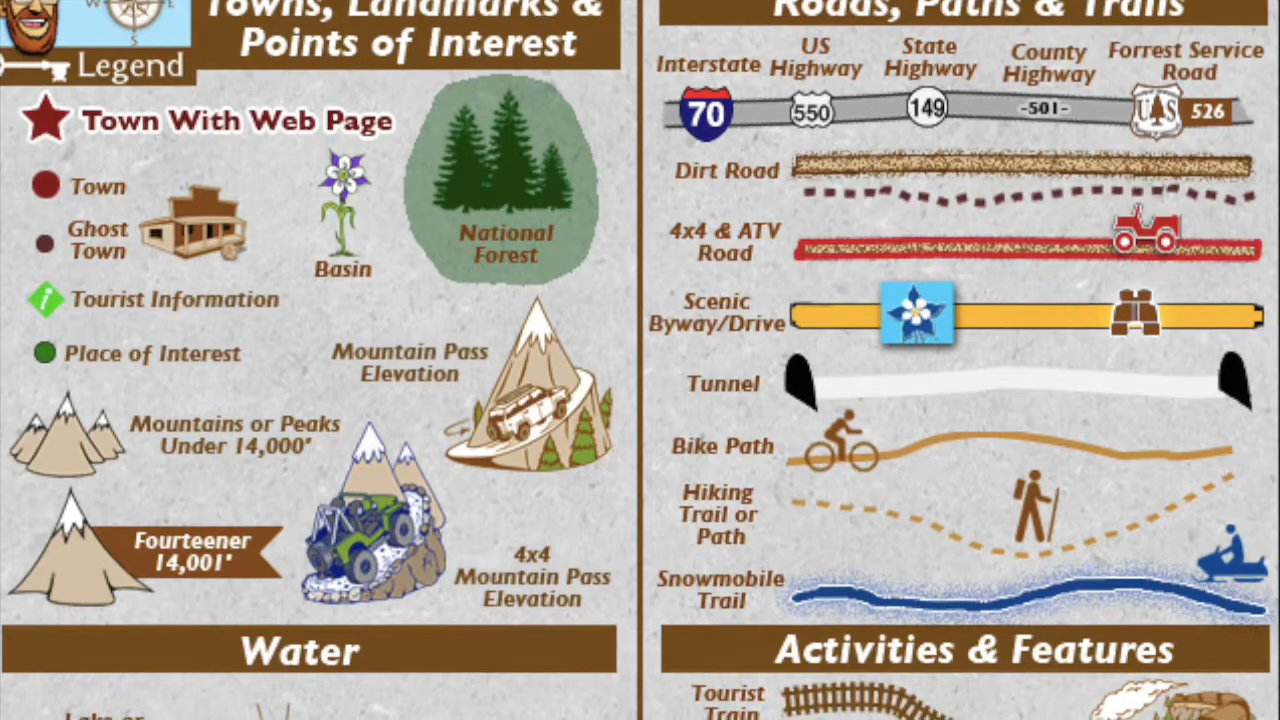 W
E
S
Legend
Towns, Landmarks &
Points of Interest
Town With Web Page
Town
Ghost
Town
Basin
National
Forest
i Tourist Information
Place of Interest
Mountain Pass
Elevation
Mountains or Peaks
Under 14,000'
Fourteener
14,001'
4x4
Mountain Pass
Elevation
Water
Lake or
Roads, Paths & Trails
Interstate
US
Highway
State
Highway
County
Highway
Forrest Service
Road
70
550
149
-501-
U S
526
Dirt Road
4x4 & ATV
Road
Scenic
Byway/Drive
Tunnel
Bike Path
Hiking
Trail or
Path
Snowmobile
Trail
Activities & Features
Tourist
Train